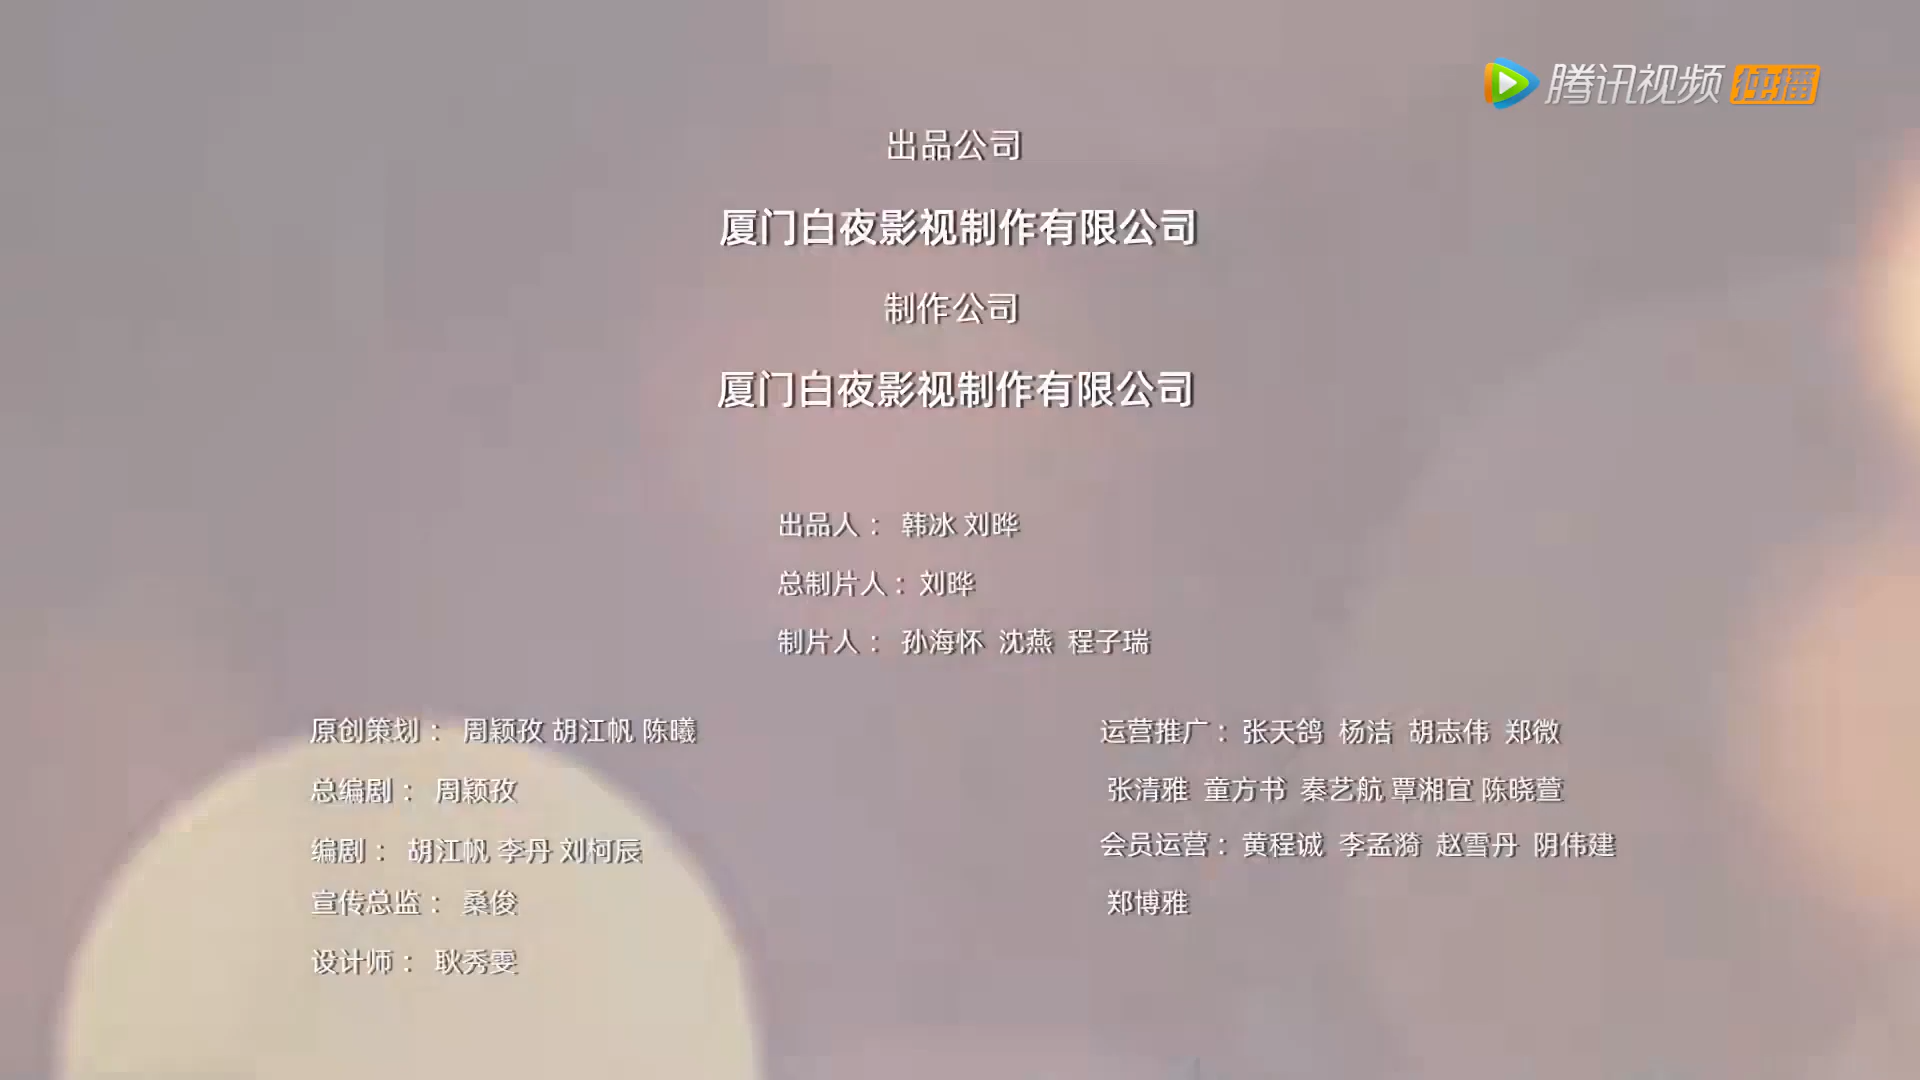 腾讯视频 独播
出品公司
厦门白夜影视制作有限公司
制作公司
厦门白夜影视制作有限公司
出品人： 韩冰 刘晔
总制片人：刘晔
制片人： 孙海怀 沈燕 程子瑞
原创策划： 周颖孜 胡江帆 陈曦
总编剧： 周颖孜
编剧： 胡江帆 李丹 刘柯辰
宣传总监： 桑俊
设计师： 耿秀雯
运营推广：张天鸽 杨洁 胡志伟 郑微
张清雅 童方书 秦艺航 覃湘宜 陈晓萱
会员运营：黄程诚 李孟漪 赵雪丹 阴伟建
郑博雅